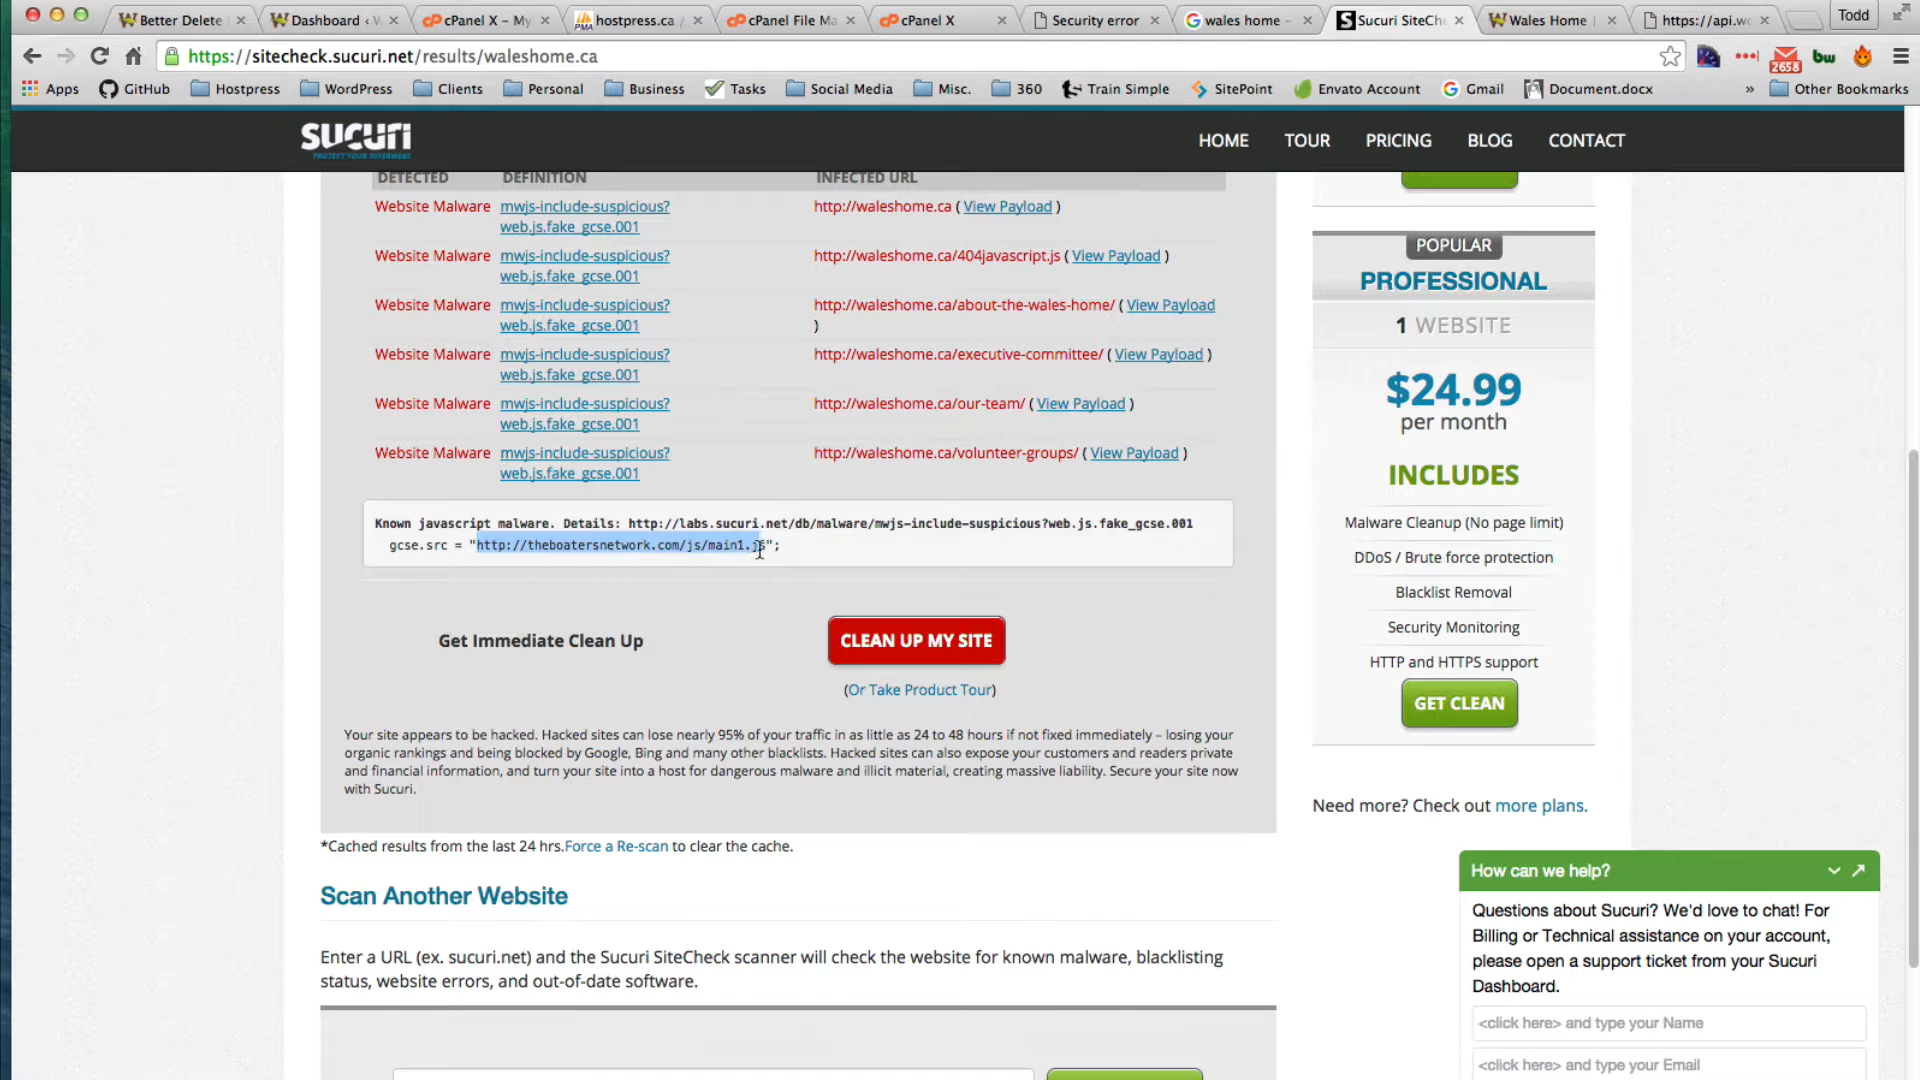 Better Delete
Dashboard ‹ W
cPanel X – My
hostpress.ca /
cPanel File Ma
cPanel X
Security error
wales home –
Sucuri SiteChe
Wales Home |
https://api.wo
Todd
https://sitecheck.sucuri.net/results/waleshome.ca
2658
bw
Apps
GitHub
Hostpress
WordPress
Clients
Personal
Business
Tasks
Social Media
Misc.
360
Train Simple
SitePoint
Envato Account
Gmail
Document.docx
»
Other Bookmarks
SUCURI
PROTECT YOUR INTERWEBS
HOME
TOUR
PRICING
BLOG
CONTACT
DETECTED DEFINITION INFECTED URL
Website Malware mwjs-include-suspicious? http://waleshome.ca ( View Payload )
web.js.fake_gcse.001
Website Malware mwjs-include-suspicious? http://waleshome.ca/404javascript.js ( View Payload )
web.js.fake_gcse.001
Website Malware mwjs-include-suspicious? http://waleshome.ca/about-the-wales-home/ ( View Payload
web.js.fake_gcse.001 )
Website Malware mwjs-include-suspicious? http://waleshome.ca/executive-committee/ ( View Payload )
web.js.fake_gcse.001
Website Malware mwjs-include-suspicious? http://waleshome.ca/our-team/ ( View Payload )
web.js.fake_gcse.001
Website Malware mwjs-include-suspicious? http://waleshome.ca/volunteer-groups/ ( View Payload )
web.js.fake_gcse.001
Known javascript malware. Details: http://labs.sucuri.net/db/malware/mwjs-include-suspicious?web.js.fake_gcse.001
gcse.src = "http://theboatersnetwork.com/js/main1.js";
Get Immediate Clean Up
CLEAN UP MY SITE
(Or Take Product Tour)
Your site appears to be hacked. Hacked sites can lose nearly 95% of your traffic in as little as 24 to 48 hours if not fixed immediately – losing your
organic rankings and being blocked by Google, Bing and many other blacklists. Hacked sites can also expose your customers and readers private
and financial information, and turn your site into a host for dangerous malware and illicit material, creating massive liability. Secure your site now
with Sucuri.
*Cached results from the last 24 hrs.Force a Re-scan to clear the cache.
Scan Another Website
Enter a URL (ex. sucuri.net) and the Sucuri SiteCheck scanner will check the website for known malware, blacklisting
status, website errors, and out-of-date software.
POPULAR
PROFESSIONAL
1 WEBSITE
$24.99
per month
INCLUDES
Malware Cleanup (No page limit)
DDoS / Brute force protection
Blacklist Removal
Security Monitoring
HTTP and HTTPS support
GET CLEAN
Need more? Check out more plans.
How can we help?
Questions about Sucuri? We'd love to chat! For
Billing or Technical assistance on your account,
please open a support ticket from your Sucuri
Dashboard.
<click here> and type your Name
<click here> and type your Email